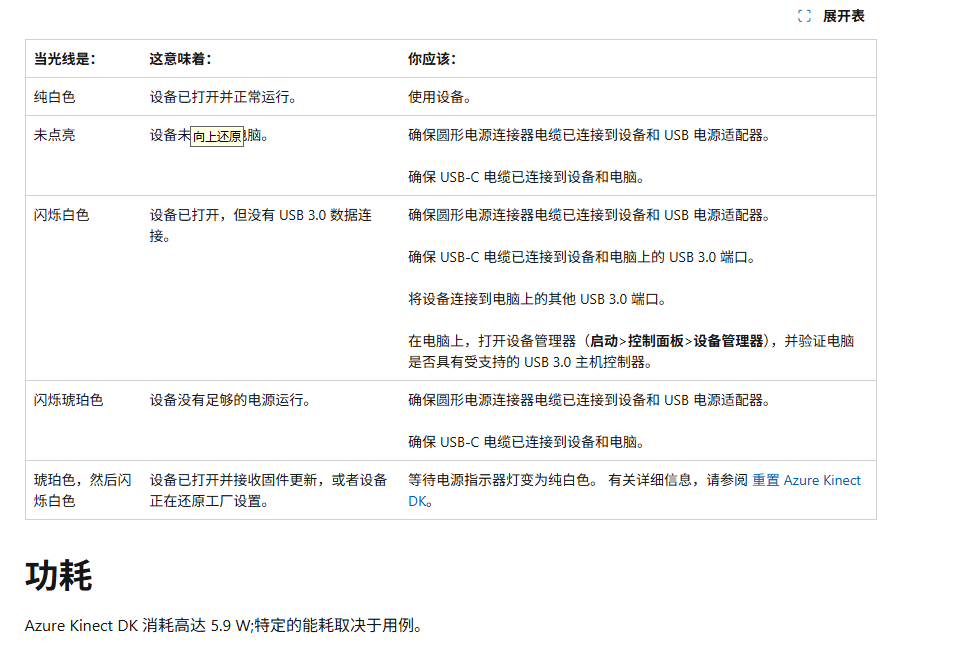 展开表
当光线是： 这意味着： 你应该：
纯白色 设备已打开并正常运行。 使用设备。
未点亮 设备未 向上还原 脑。 确保圆形电源连接器电缆已连接到设备和 USB 电源适配器。
确保 USB-C 电缆已连接到设备和电脑。
闪烁白色 设备已打开，但没有 USB 3.0 数据连 确保圆形电源连接器电缆已连接到设备和 USB 电源适配器。
接。
确保 USB-C 电缆已连接到设备和电脑上的 USB 3.0 端口。
将设备连接到电脑上的其他 USB 3.0 端口。
在电脑上，打开设备管理器（启动>控制面板>设备管理器），并验证电脑
是否具有受支持的 USB 3.0 主机控制器。
闪烁琥珀色 设备没有足够的电源运行。 确保圆形电源连接器电缆已连接到设备和 USB 电源适配器。
确保 USB-C 电缆已连接到设备和电脑。
琥珀色，然后闪 设备已打开并接收固件更新，或者设备 等待电源指示器灯变为纯白色。 有关详细信息，请参阅 重置 Azure Kinect
烁白色 正在还原工厂设置。 DK。
功耗
Azure Kinect DK 消耗高达 5.9 W;特定的能耗取决于用例。